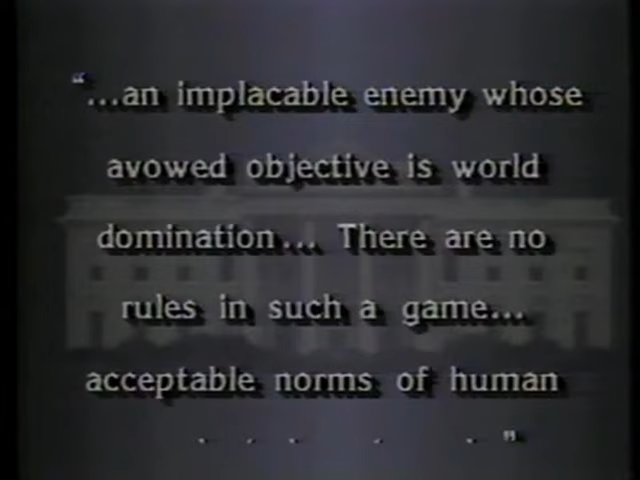 “...an implacable enemy whose
avowed objective is world
domination... There are no
rules in such a game...
acceptable norms of human
”